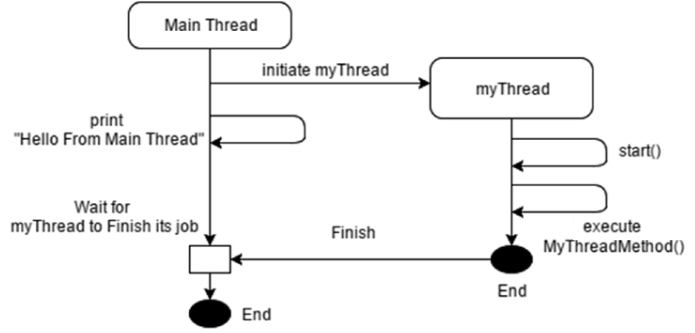 Main Thread
initiate myThread
myThread
print
"Hello From Main Thread"
start()
Wait for
myThread to Finish its job
execute
MyThreadMethod()
Finish
End
End